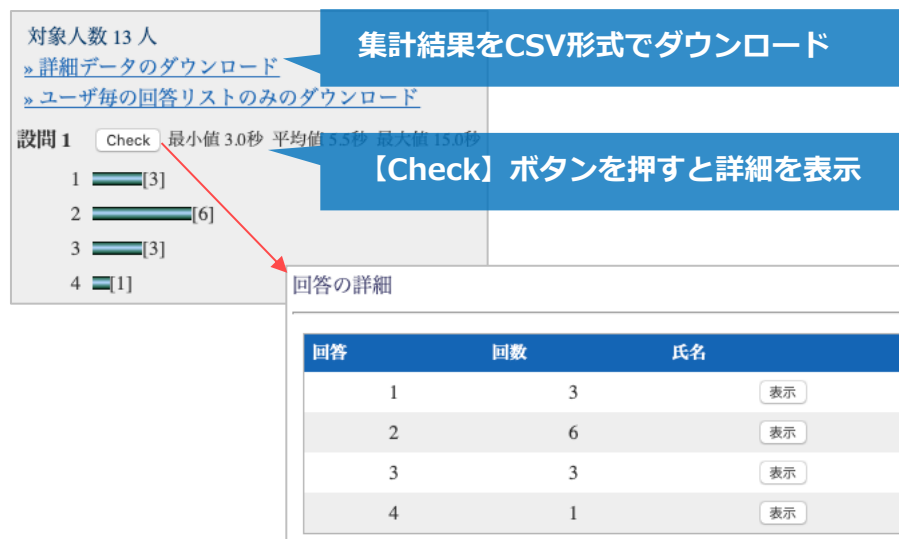 対象人数 13 人
» 詳細データのダウンロード
» ユーザ毎の回答リストのみのダウンロード
集計結果をCSV形式でダウンロード
設問 1 Check 最小値 3.0秒 平均値 5.5秒 最大値 15.0秒
【Check】ボタンを押すと詳細を表示
1 [3]
2 [6]
3 [3]
4 [1]
回答の詳細
回答 回数 氏名
1 3 表示
2 6 表示
3 3 表示
4 1 表示